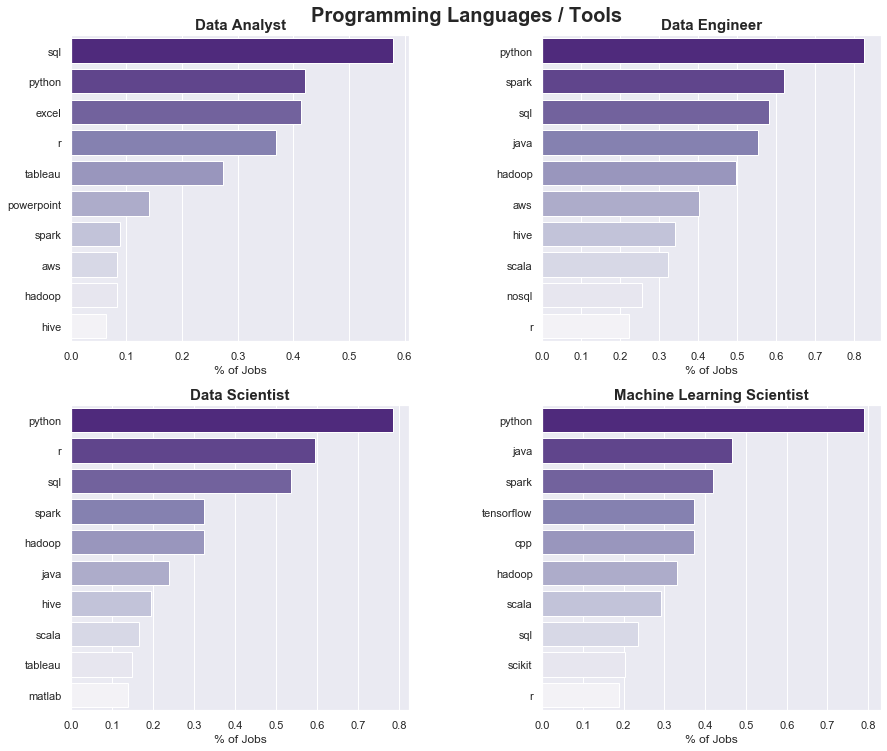 Programming Languages / Tools
Data Analyst
sql
python
excel
r
tableau
powerpoint
spark
aws
hadoop
hive
0.0 0.1 0.2 0.3 0.4 0.5 0.6
% of Jobs
Data Engineer
python
spark
sql
java
hadoop
aws
hive
scala
nosql
r
0.0 0.1 0.2 0.3 0.4 0.5 0.6 0.7 0.8
% of Jobs
Data Scientist
python
r
sql
spark
hadoop
java
hive
scala
tableau
matlab
0.0 0.1 0.2 0.3 0.4 0.5 0.6 0.7 0.8
% of Jobs
Machine Learning Scientist
python
java
spark
tensorflow
cpp
hadoop
scala
sql
scikit
r
0.0 0.1 0.2 0.3 0.4 0.5 0.6 0.7 0.8
% of Jobs